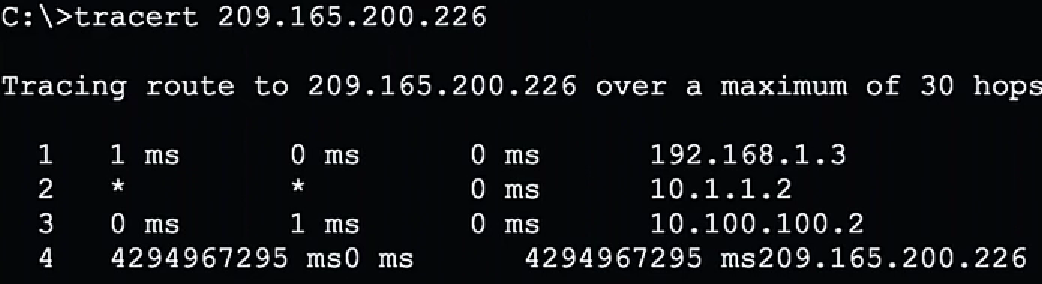 C:\>tracert 209.165.200.226
Tracing route to 209.165.200.226 over a maximum of 30 hops
1 1 ms 0 ms 0 ms 192.168.1.3
2 * * 0 ms 10.1.1.2
3 0 ms 1 ms 0 ms 10.100.100.2
4 4294967295 ms0 ms 4294967295 ms209.165.200.226